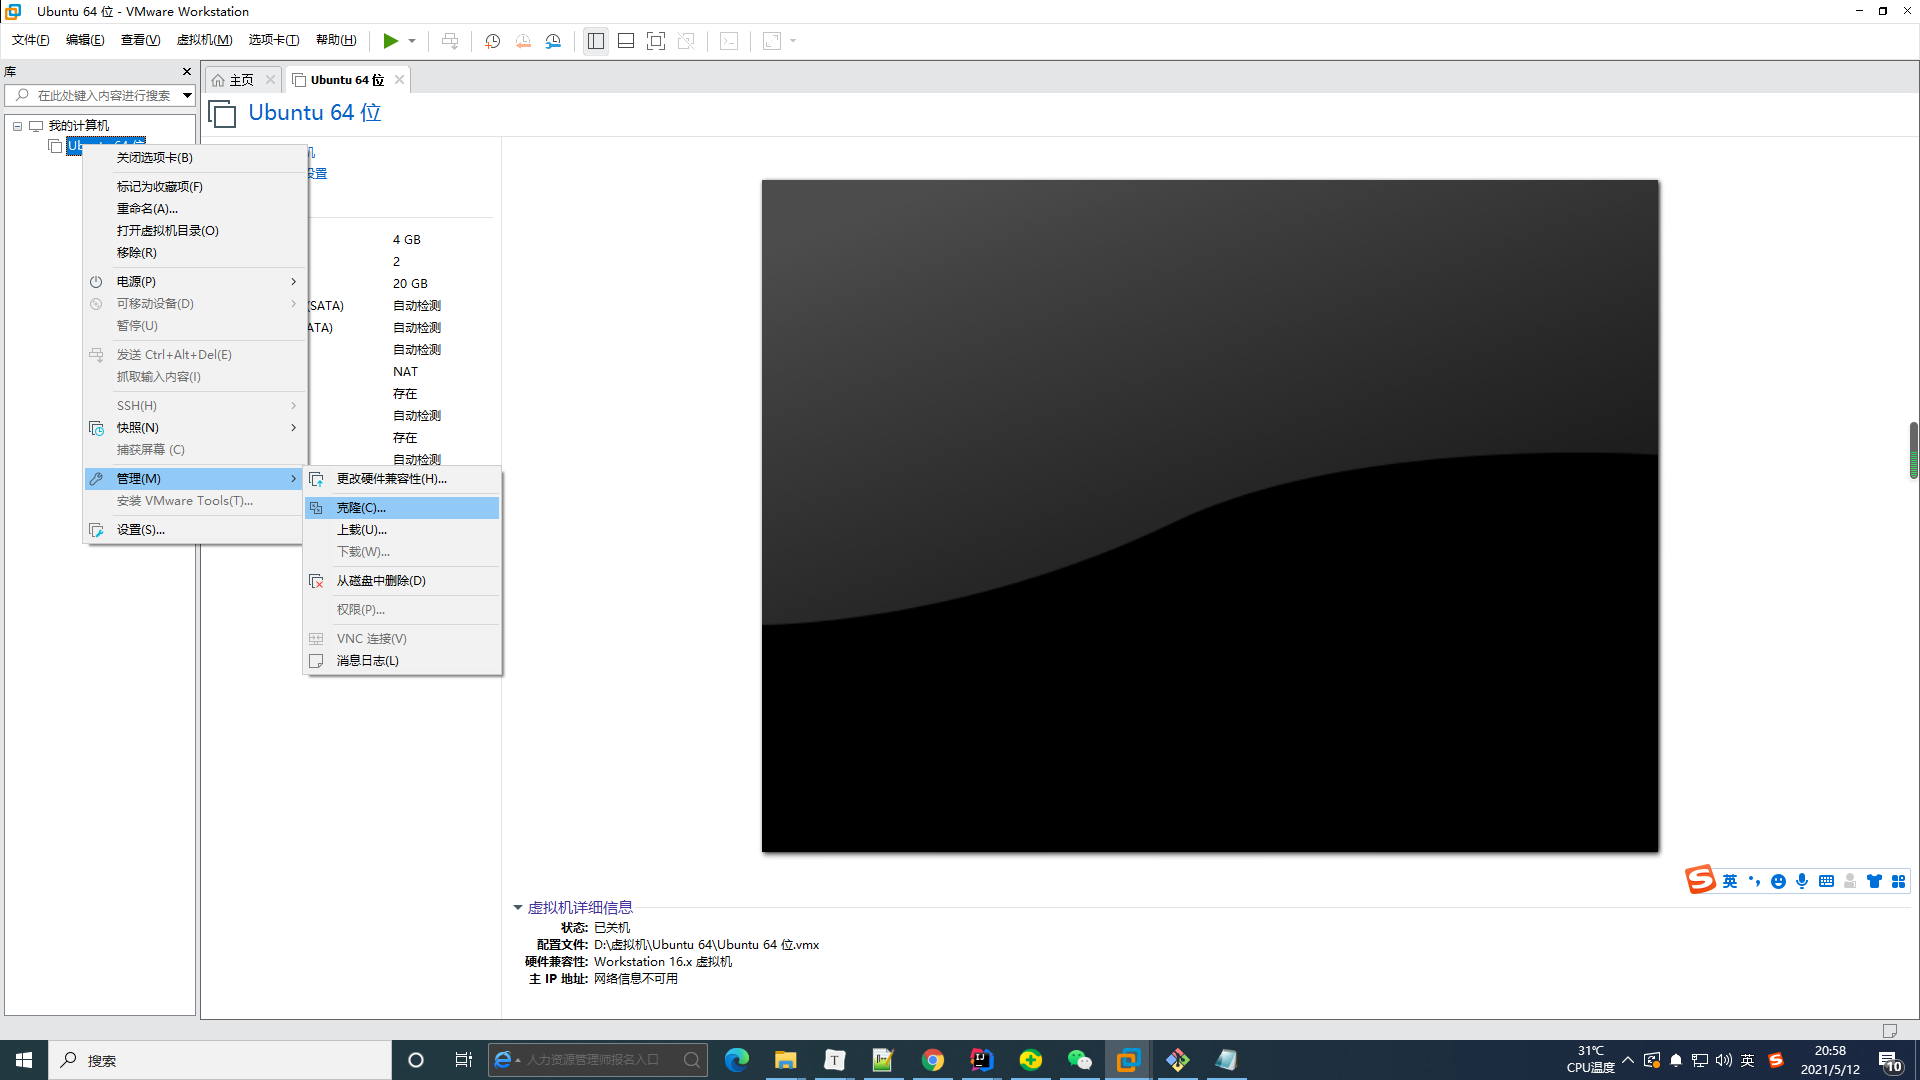 Ubuntu 64 位 - VMware Workstation
文件(F) 编辑(E) 查看(V) 虚拟机(M) 选项卡(T) 帮助(H)
库
在此处键入内容进行搜索
主页
Ubuntu 64 位
Ubuntu 64 位
我的计算机
关闭选项卡(B)
标记为收藏项(F)
重命名(A)...
打开虚拟机目录(O)
移除(R)
电源(P)
可移动设备(D)
暂停(U)
发送 Ctrl+Alt+Del(E)
抓取输入内容(I)
SSH(H)
快照(N)
捕获屏幕 (C)
管理(M)
安装 VMware Tools(T)...
设置(S)...
机
设置
4 GB
2
20 GB
(SATA) 自动检测
ATA) 自动检测
自动检测
NAT
存在
自动检测
存在
自动检测
更改硬件兼容性(H)...
克隆(C)...
上载(U)...
下载(W)...
从磁盘中删除(D)
权限(P)...
VNC 连接(V)
消息日志(L)
英
虚拟机详细信息
状态: 已关机
配置文件: D:\虚拟机\Ubuntu 64\Ubuntu 64 位.vmx
硬件兼容性: Workstation 16.x 虚拟机
主 IP 地址: 网络信息不可用
搜索
人力资源管理师报名入口
31℃
CPU温度
英
20:58
2021/5/12
10